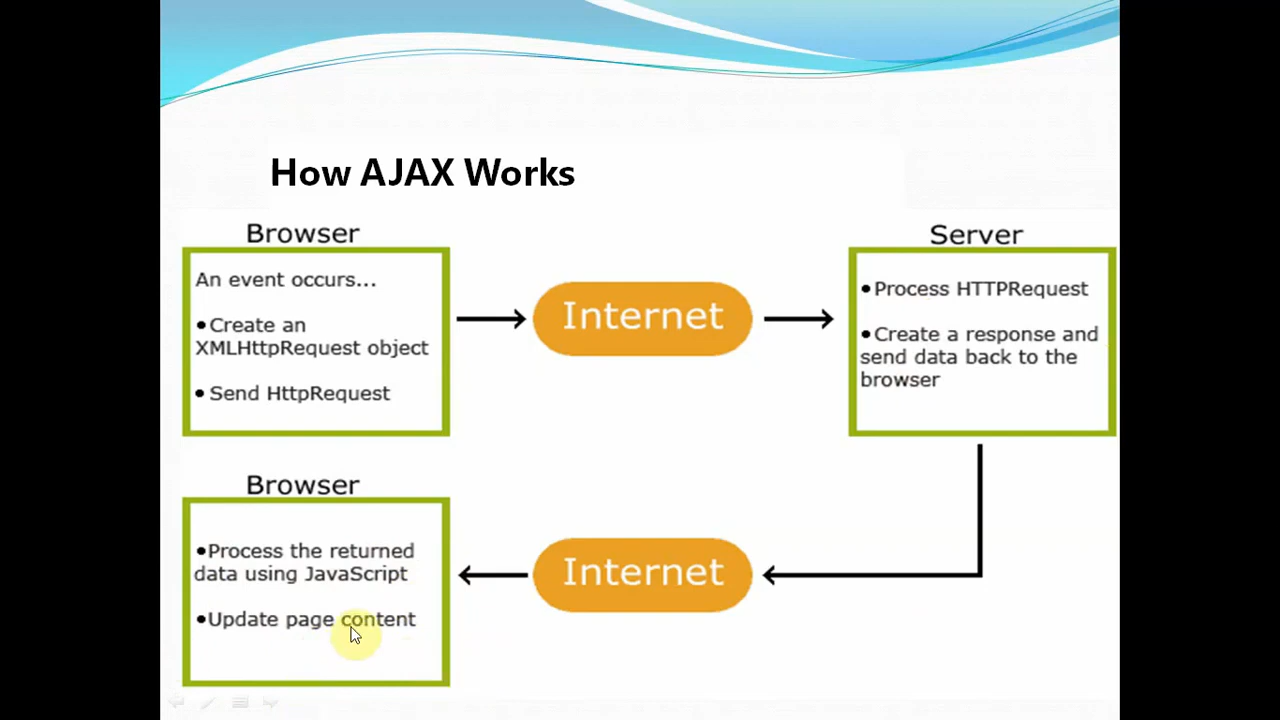 How AJAX Works
Browser
An event occurs...
•Create an
XMLHttpRequest object
•Send HttpRequest
Internet
Server
•Process HTTPRequest
•Create a response and
send data back to the
browser
Internet
Browser
•Process the returned
data using JavaScript
•Update page content